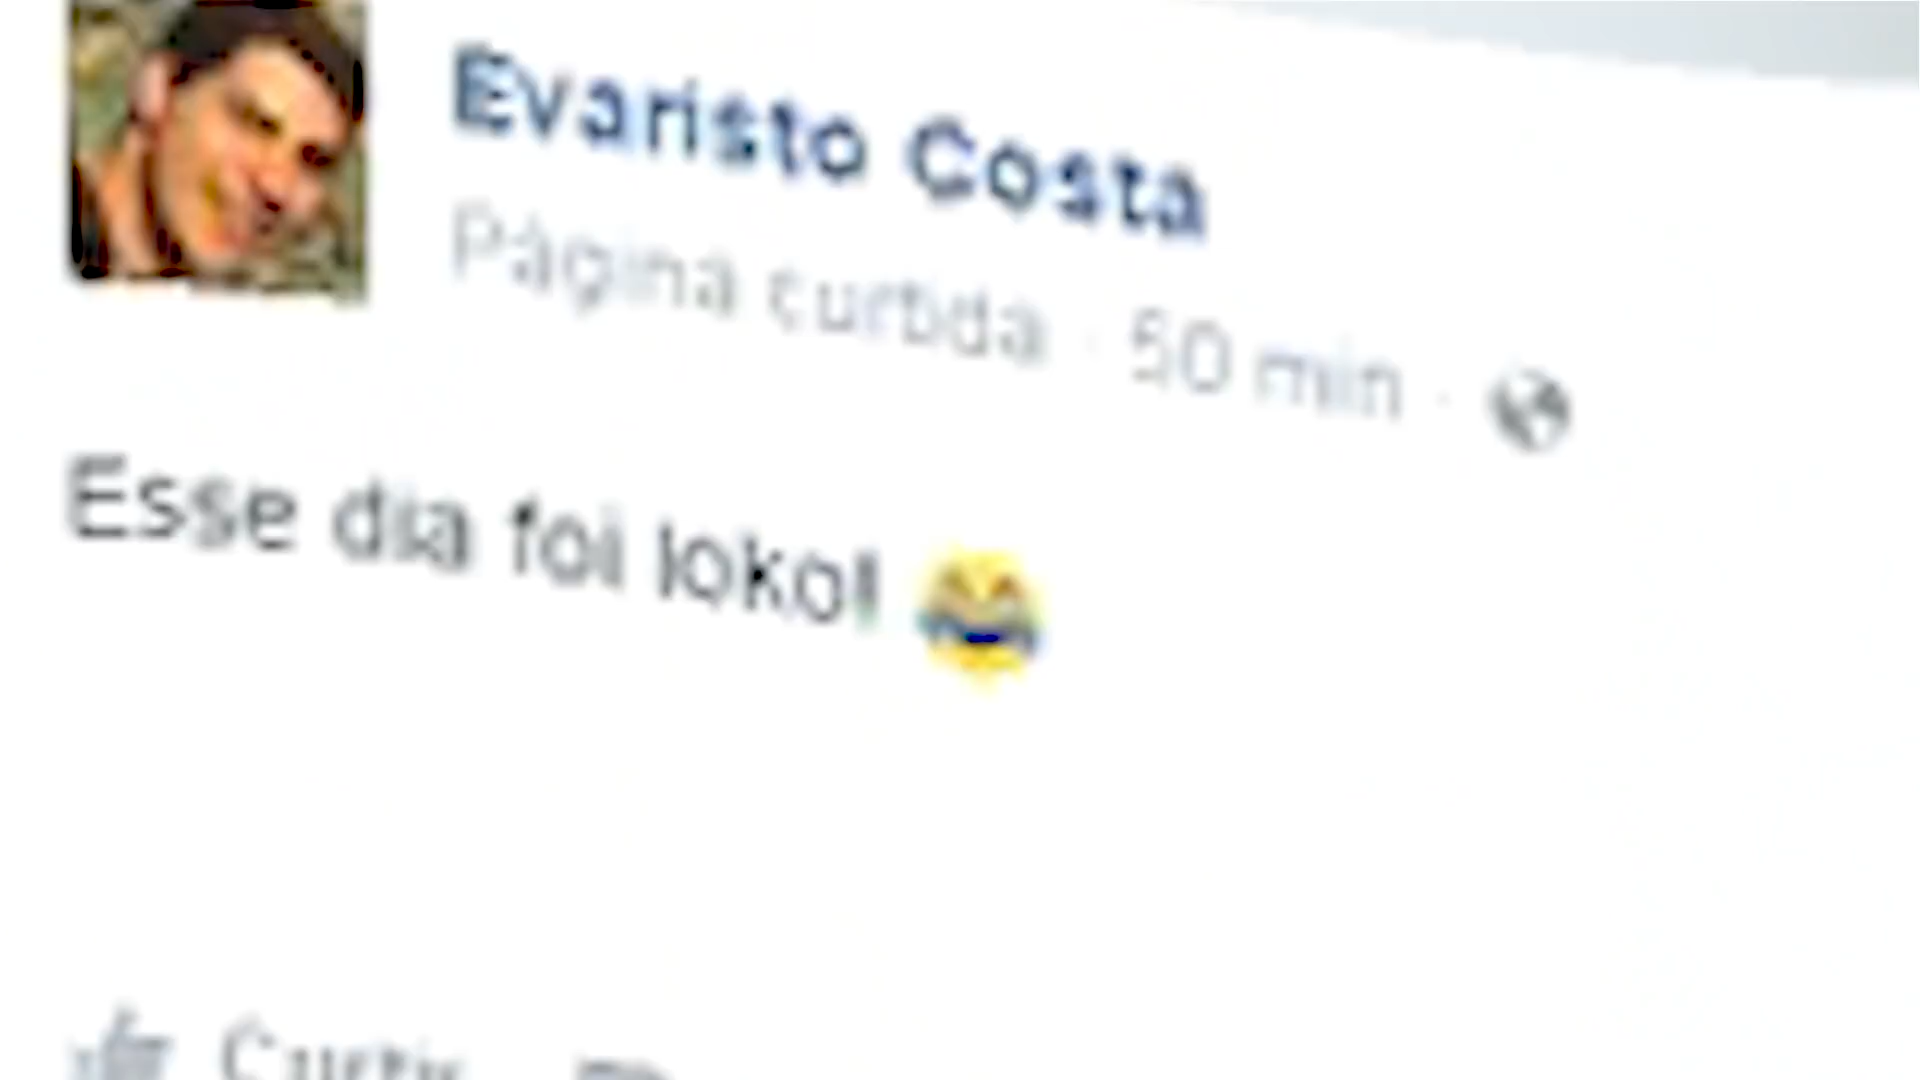 Evaristo Costa
Página curtida · 50 min ·
Esse dia foi loko! 😂
Curtir